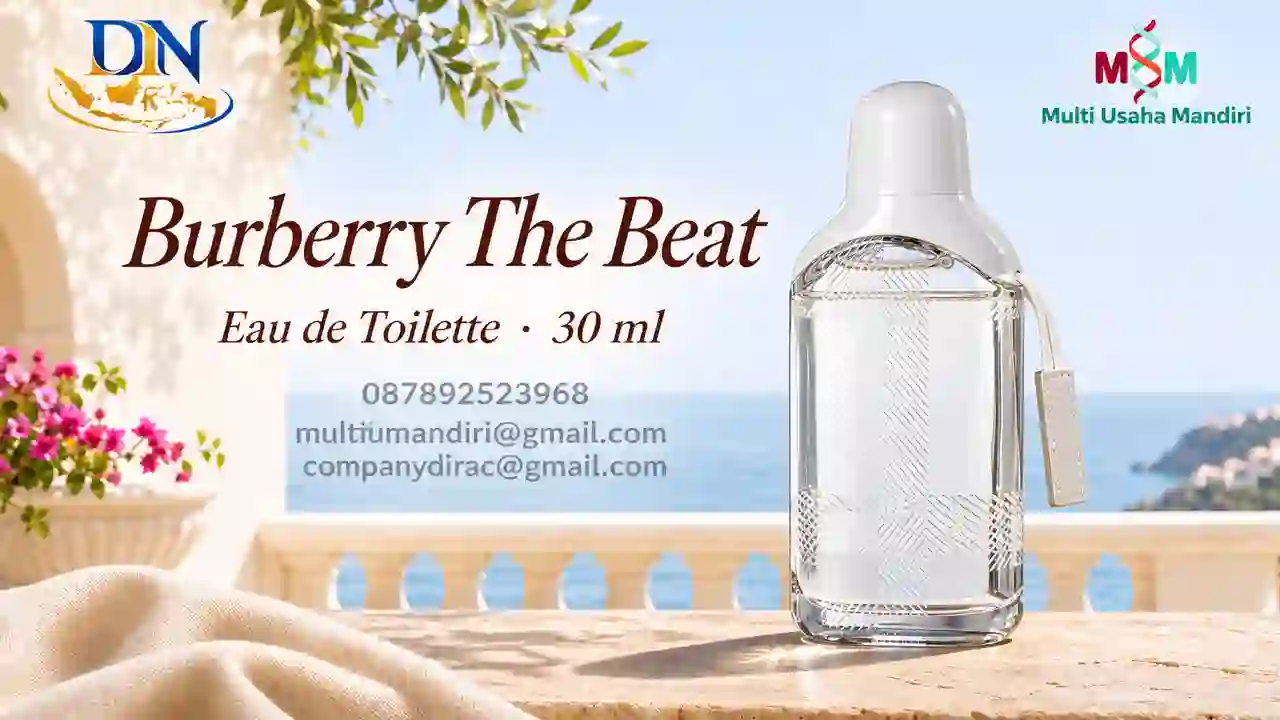 DN
MSM
Multi Usaha Mandiri
Burberry The Beat
Eau de Toilette · 30 ml
087892523968
multiiumandiri@gmail.com
companydirac@gmail.com